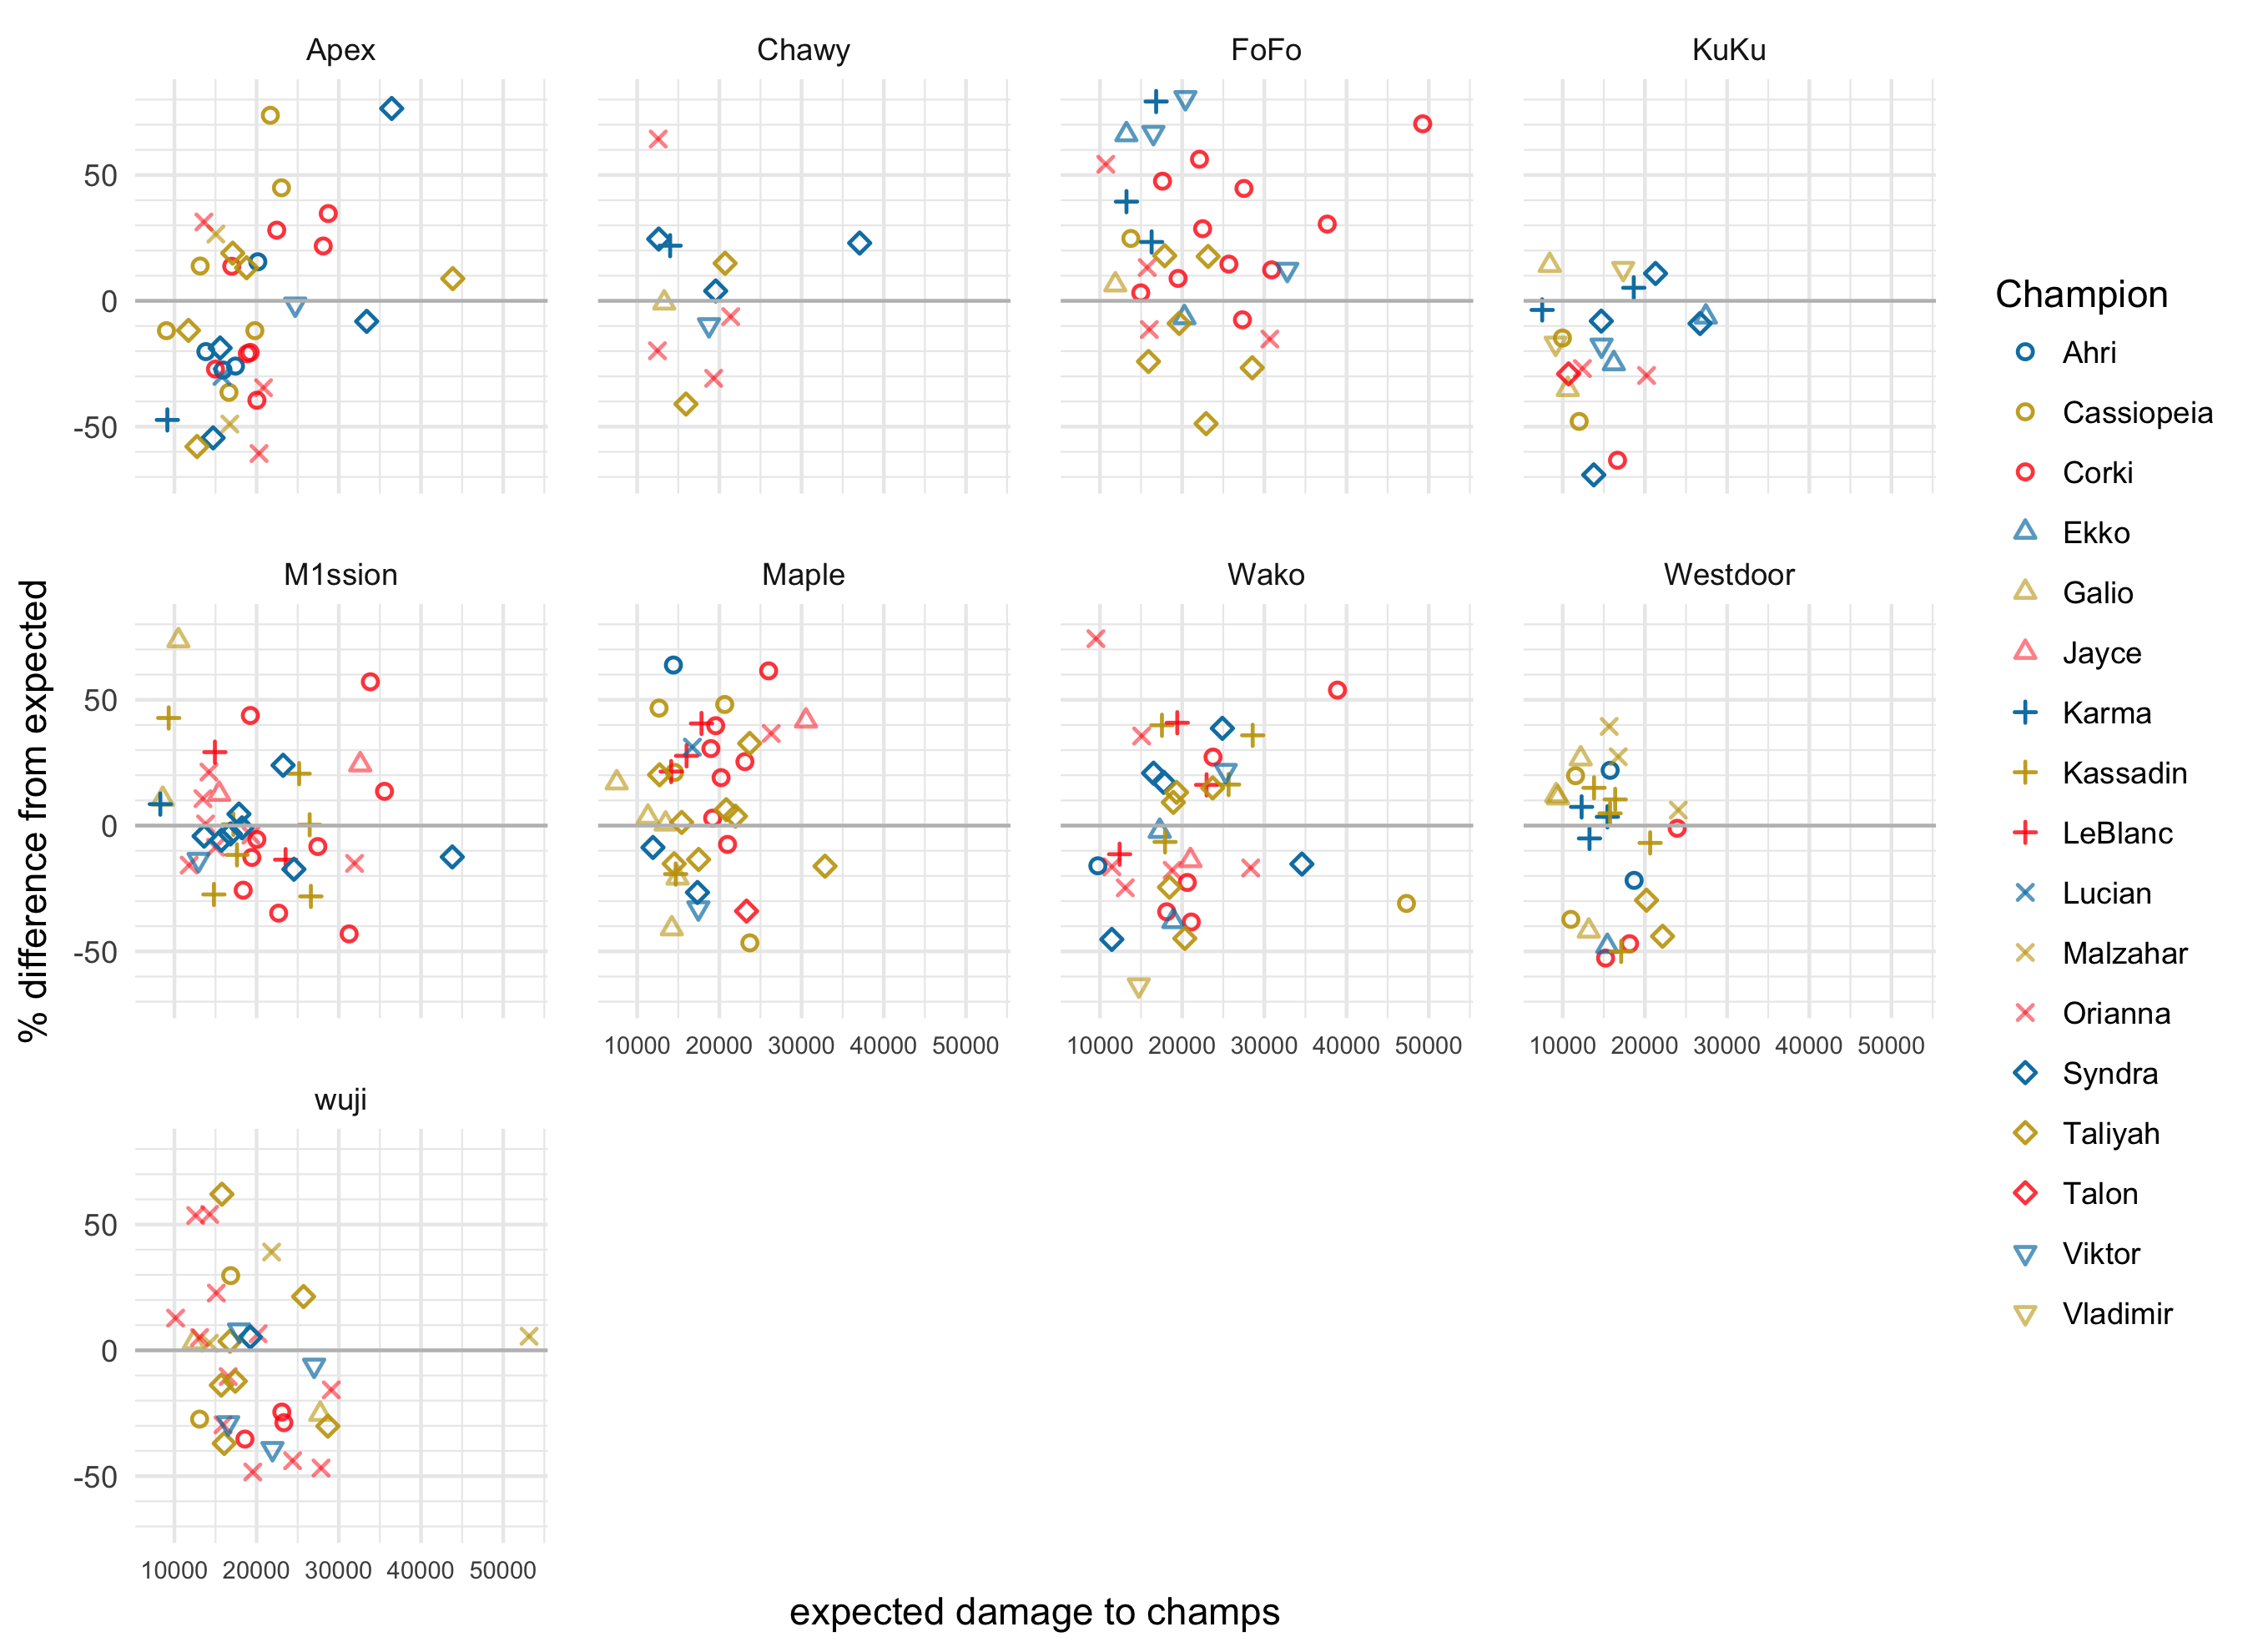 Apex Chawy FoFo KuKu
50
0
-50
M1ssion Maple Wako Westdoor
50
0
-50
10000 20000 30000 40000 50000 10000 20000 30000 40000 50000 10000 20000 30000 40000 50000
wuji
50
0
-50
10000 20000 30000 40000 50000
expected damage to champs
% difference from expected
Champion
Ahri
Cassiopeia
Corki
Ekko
Galio
Jayce
Karma
Kassadin
LeBlanc
Lucian
Malzahar
Orianna
Syndra
Taliyah
Talon
Viktor
Vladimir